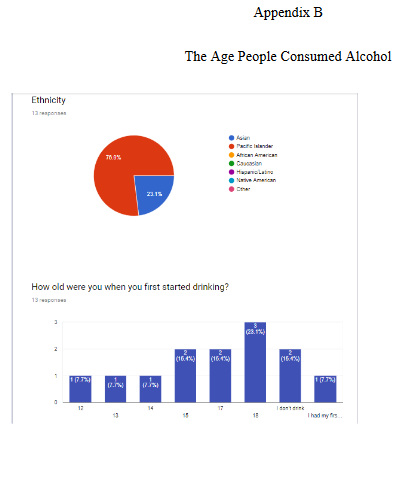 Appendix B
The Age People Consumed Alcohol
Ethnicity
13 responses
76.9%
23.1%
Asian
Pacific Islander
African American
Caucasian
Hispanic/Latino
Native American
Other
How old were you when you first started drinking?
13 responses
3
2
1
0
1 (7.7%)
1 (7.7%)
1 (7.7%)
2 (15.4%)
2 (15.4%)
3 (23.1%)
2 (15.4%)
1 (7.7%)
12
13
14
15
17
18
I don't drink
I had my firs...